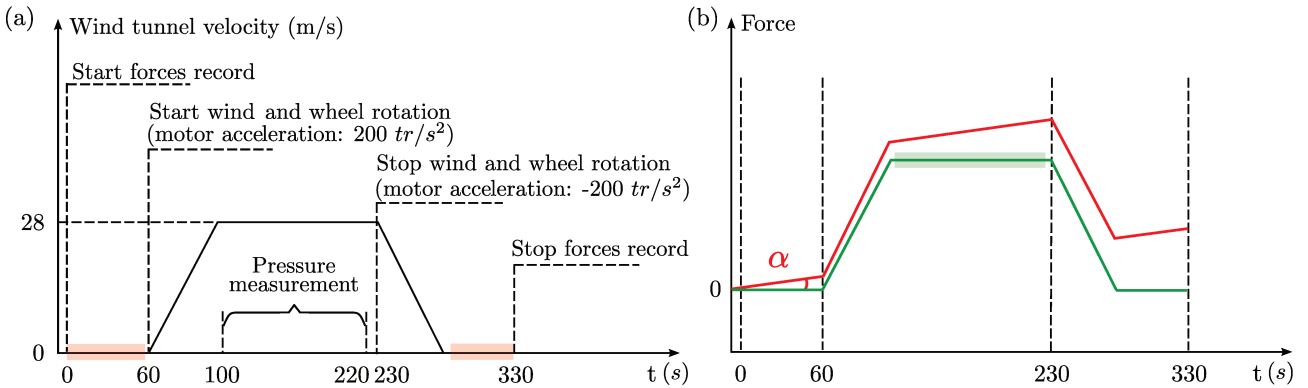 (a)
Wind tunnel velocity (m/s)
Start forces record
Start wind and wheel rotation
(motor acceleration: 200 tr/s²)
Stop wind and wheel rotation
(motor acceleration: -200 tr/s²)
28
Stop forces record
Pressure
measurement
0
0 60 100 220 230 330 t (s)
(b)
Force
α
0
0 60 230 330 t (s)